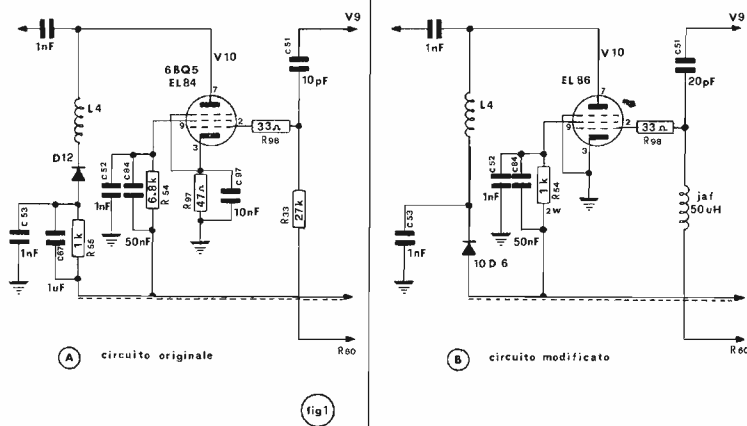 V9
1nF
V10
C51
6BQ5
EL84
10pF
7
L4
9
2
33Ω
R98
3
D12
C52
C84
6.8k
R54
1nF
50nF
R97
47Ω
C97
10nF
R33
27k
C53
1nF
C67
1k
R55
1uF
R60
A circuito originale
V9
1nF
V10
C51
EL86
20pF
7
L4
9
2
33Ω
R98
3
C52
C84
1k
R54
2w
1nF
50nF
jaf
50uH
C53
1nF
10D6
R60
B circuito modificato
fig1